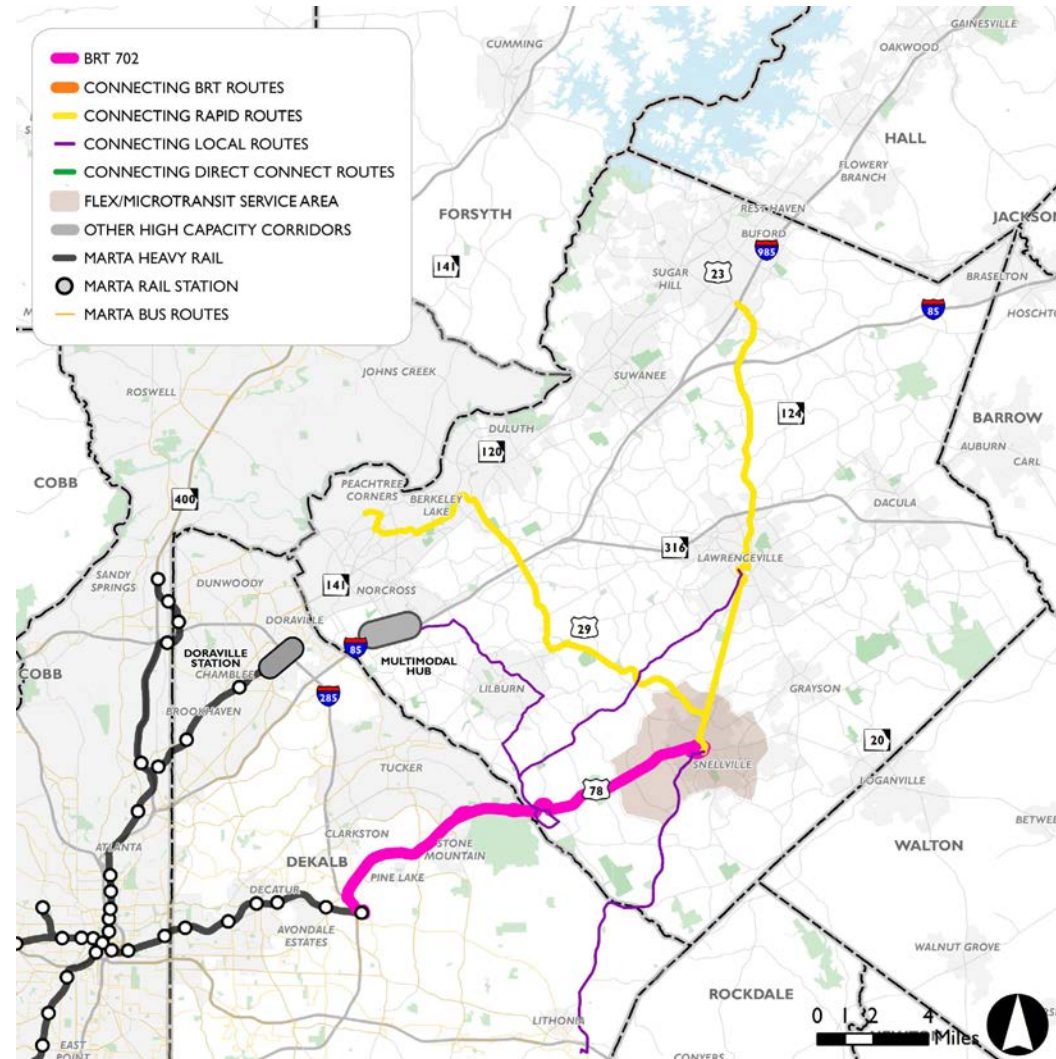 BRT 702
CONNECTING BRT ROUTES
CONNECTING RAPID ROUTES
CONNECTING LOCAL ROUTES
CONNECTING DIRECT CONNECT ROUTES
FLEX/MICROTRANSIT SERVICE AREA
OTHER HIGH CAPACITY CORRIDORS
MARTA HEAVY RAIL
MARTA RAIL STATION
MARTA BUS ROUTES
GAINESVILLE
CUMMING
OAKWOOD
HALL
FLOWERY
BRANCH
FORSYTH
REST HAVEN
JACKSON
BUFORD
985
141
23
SUGAR
HILL
BRASELTON
85
HOSCHTO
JOHNS CREEK
SUWANEE
ROSWELL
124
BARROW
DULUTH
120
AUBURN
CARL
COBB
PEACHTREE
CORNERS
BERKELEY
LAKE
400
DACULA
316
LAWRENCEVILLE
SANDY
SPRINGS
DUNWOODY
141
NORCROSS
DORAVILLE
29
85
MULTIMODAL
HUB
DORAVILLE
STATION
CHAMBLEE
COBB
285
LILBURN
GRAYSON
BROOKHAVEN
20
SNELLVILLE
TUCKER
LOGANVILLE
78
BETWEE
CLARKSTON
ATLANTA
STONE
MOUNTAIN
WALTON
DEKALB
PINE LAKE
DECATUR
AVONDALE
ESTATES
WALNUT GROVE
ROCKDALE
LITHONIA
0 1 2 4
Miles
EAST
POINT
CONYERS